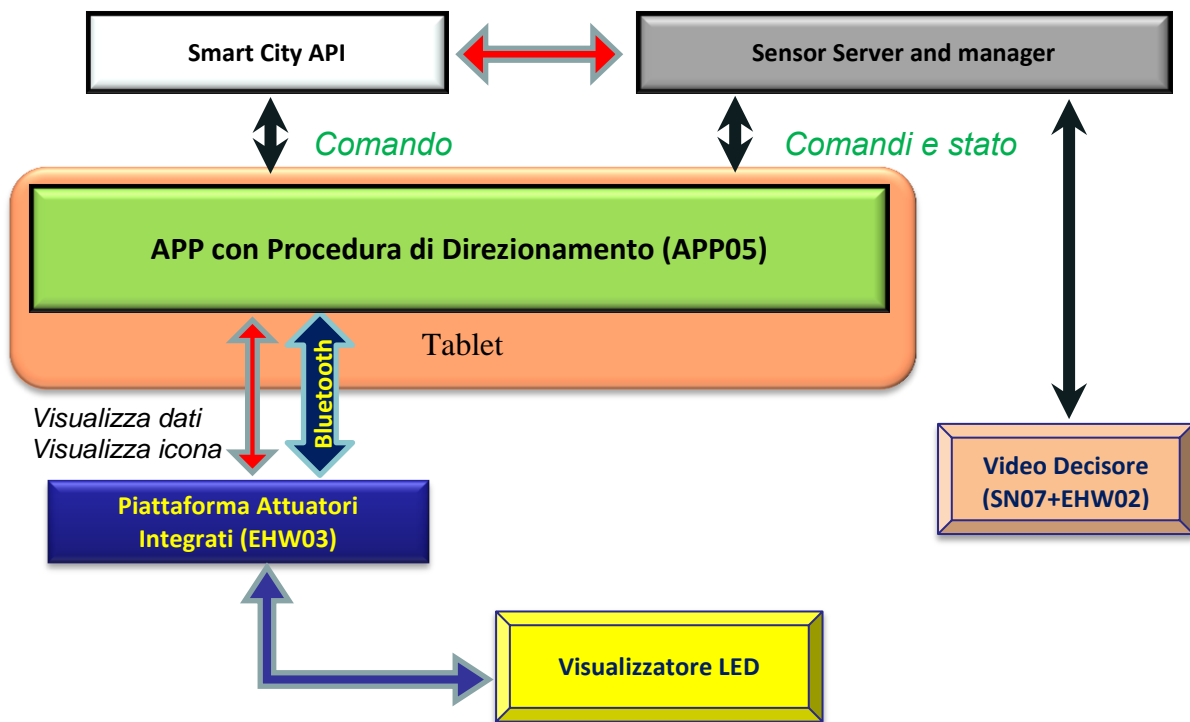 Smart City API
Sensor Server and manager
Comando
Comandi e stato
APP con Procedura di Direzionamento (APP05)
Tablet
Bluetooth
Visualizza dati
Visualizza icona
Video Decisore
(SN07+EHW02)
Piattaforma Attuatori
Integrati (EHW03)
Visualizzatore LED